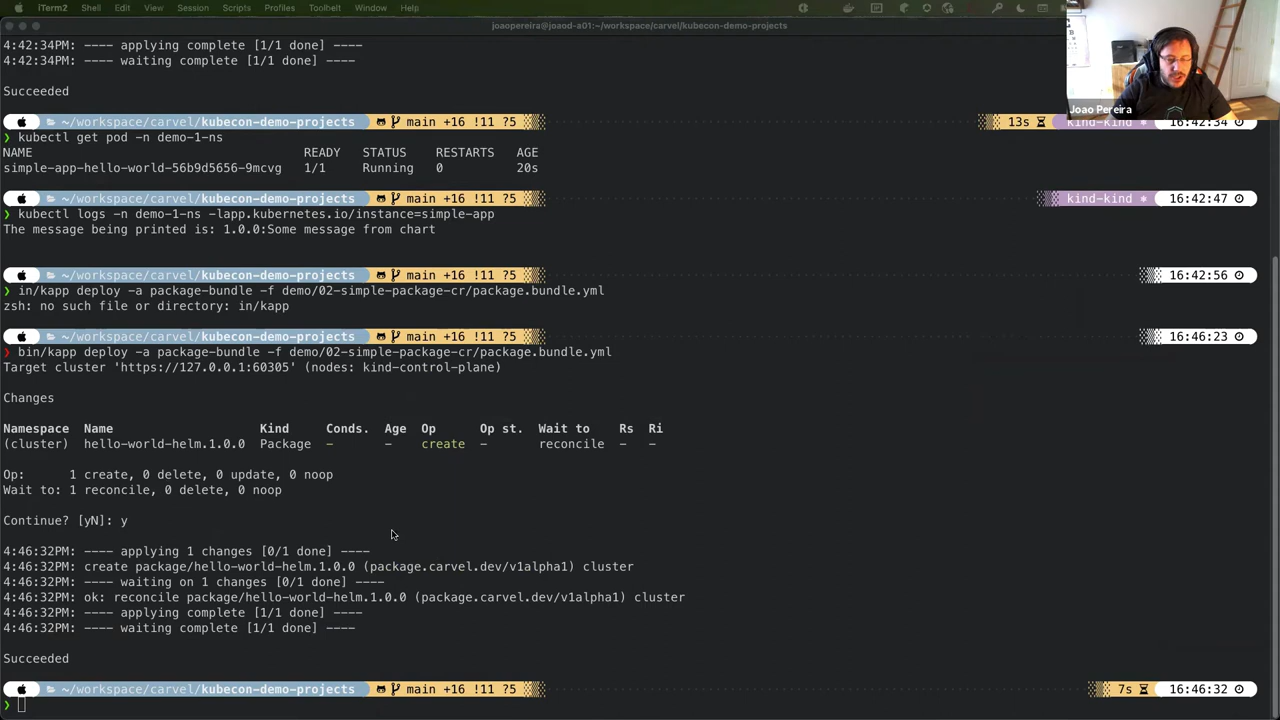 iTerm2 Shell Edit View Session Scripts Profiles Toolbelt Window Help
joaopereira@joaod-a01:~/workspace/carvel/kubecon-demo-projects
4:42:34PM: ---- applying complete [1/1 done] ----
4:42:34PM: ---- waiting complete [1/1 done] ----
Succeeded
Joao Pereira
~/workspace/carvel/kubecon-demo-projects main +16 !11 ?5 13s kind-kind 16:42:34
❯ kubectl get pod -n demo-1-ns
NAME READY STATUS RESTARTS AGE
simple-app-hello-world-56b9d5656-9mcvg 1/1 Running 0 20s
~/workspace/carvel/kubecon-demo-projects main +16 !11 ?5 kind-kind 16:42:47
❯ kubectl logs -n demo-1-ns -lapp.kubernetes.io/instance=simple-app
The message being printed is: 1.0.0:Some message from chart
~/workspace/carvel/kubecon-demo-projects main +16 !11 ?5 16:42:56
❯ in/kapp deploy -a package-bundle -f demo/02-simple-package-cr/package.bundle.yml
zsh: no such file or directory: in/kapp
~/workspace/carvel/kubecon-demo-projects main +16 !11 ?5 16:46:23
❯ bin/kapp deploy -a package-bundle -f demo/02-simple-package-cr/package.bundle.yml
Target cluster 'https://127.0.0.1:60305' (nodes: kind-control-plane)
Changes
Namespace Name Kind Conds. Age Op Op st. Wait to Rs Ri
(cluster) hello-world-helm.1.0.0 Package - - create - reconcile - -
Op: 1 create, 0 delete, 0 update, 0 noop
Wait to: 1 reconcile, 0 delete, 0 noop
Continue? [yN]: y
4:46:32PM: ---- applying 1 changes [0/1 done] ----
4:46:32PM: create package/hello-world-helm.1.0.0 (package.carvel.dev/v1alpha1) cluster
4:46:32PM: ---- waiting on 1 changes [0/1 done] ----
4:46:32PM: ok: reconcile package/hello-world-helm.1.0.0 (package.carvel.dev/v1alpha1) cluster
4:46:32PM: ---- applying complete [1/1 done] ----
4:46:32PM: ---- waiting complete [1/1 done] ----
Succeeded
~/workspace/carvel/kubecon-demo-projects main +16 !11 ?5 7s 16:46:32
❯